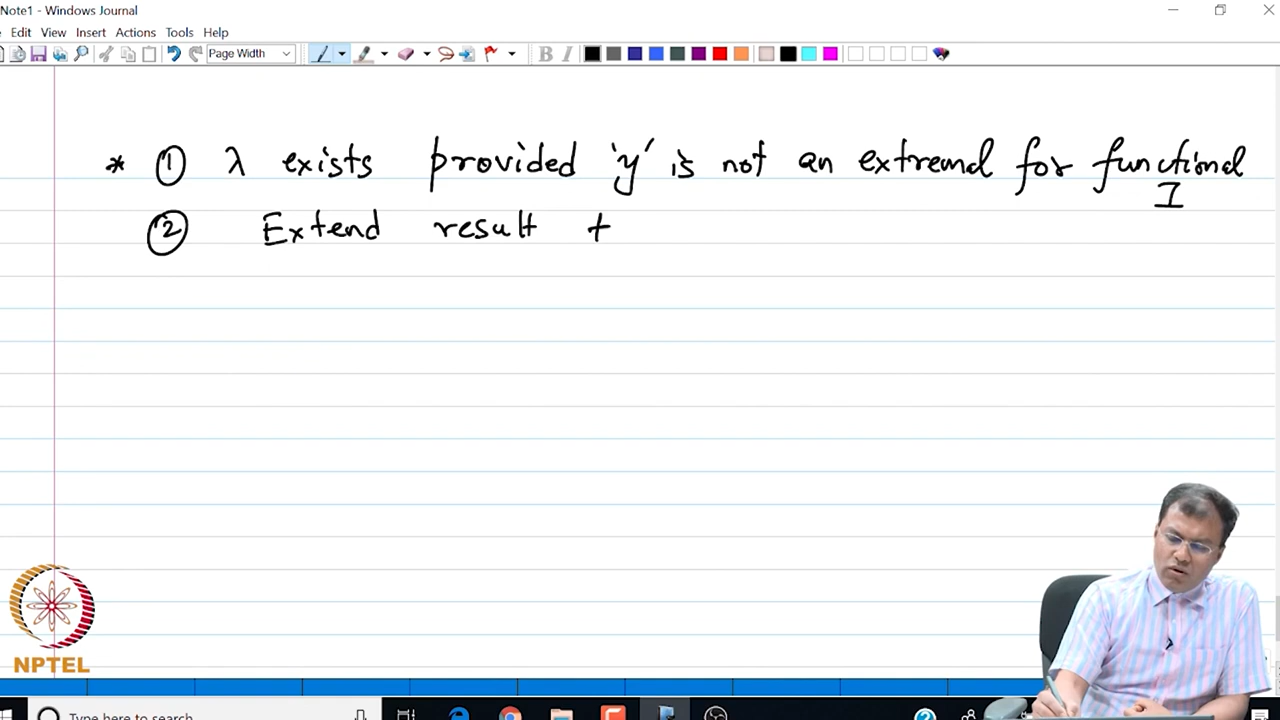 Note1 - Windows Journal
Edit View Insert Actions Tools Help
Page Width
B I
* ① λ exists provided 'y' is not an extremal for functional
I
② Extend result t
NPTEL
Type here to search